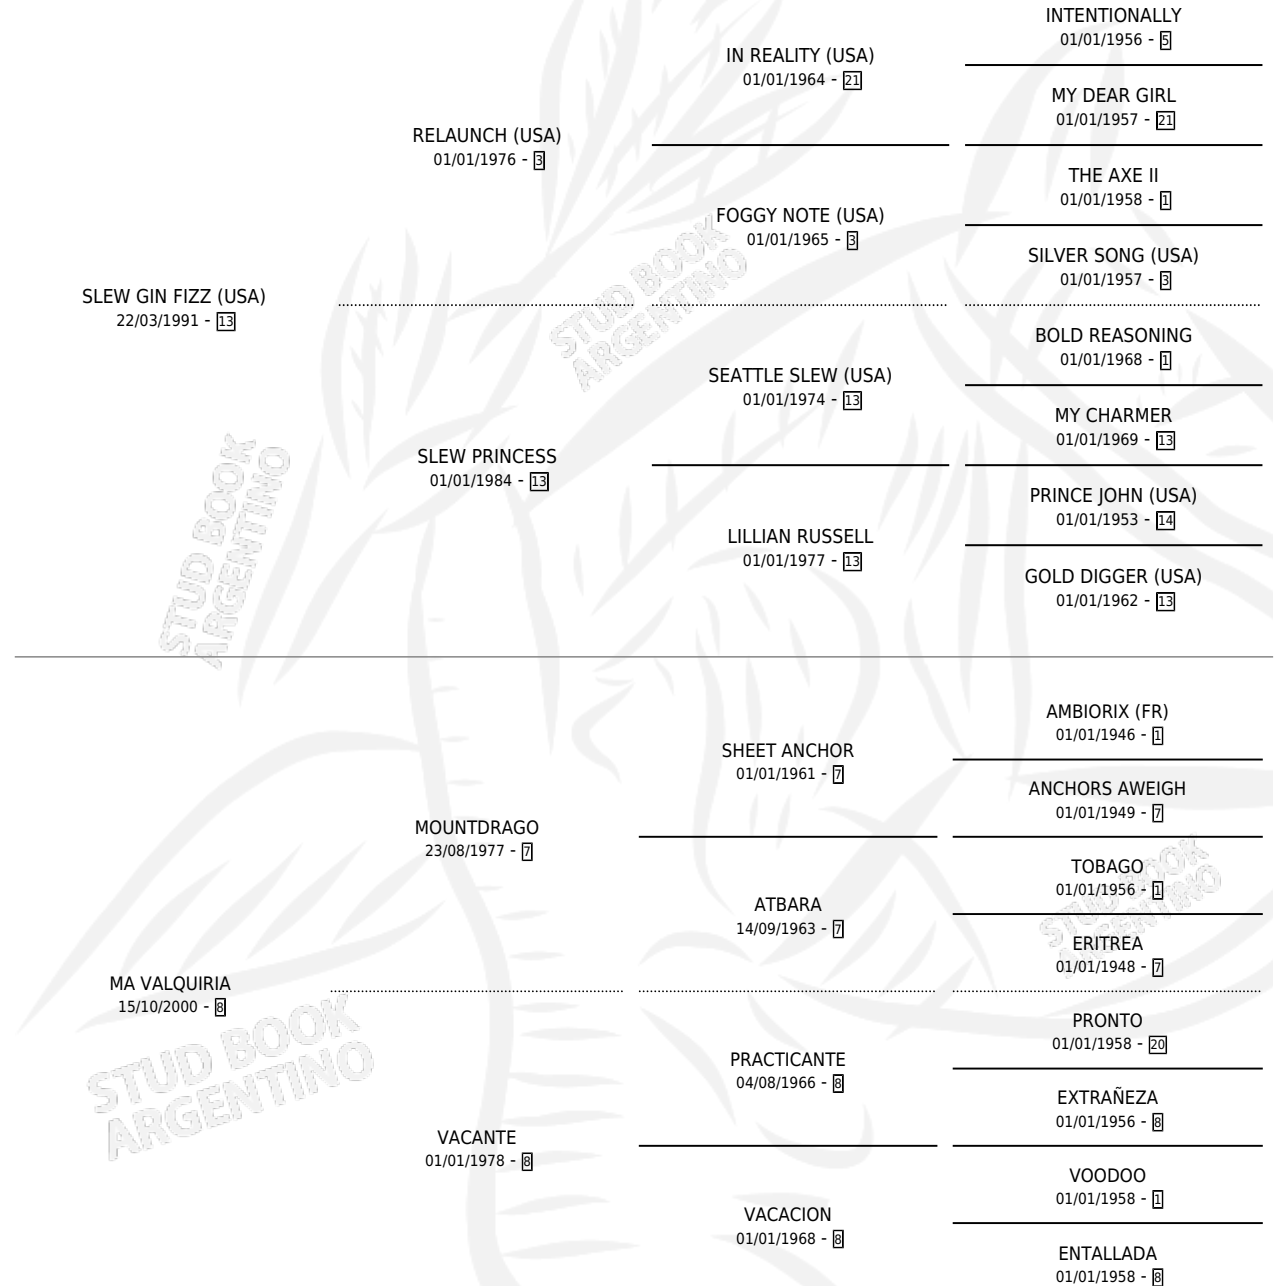 INTENTIONALLY
01/01/1956 - 5
IN REALITY (USA)
01/01/1964 - 21
MY DEAR GIRL
01/01/1957 - 21
RELAUNCH (USA)
01/01/1976 - 3
THE AXE II
01/01/1958 - 1
FOGGY NOTE (USA)
01/01/1965 - 3
SILVER SONG (USA)
01/01/1957 - 3
SLEW GIN FIZZ (USA)
22/03/1991 - 13
BOLD REASONING
01/01/1968 - 1
SEATTLE SLEW (USA)
01/01/1974 - 13
MY CHARMER
01/01/1969 - 13
SLEW PRINCESS
01/01/1984 - 13
PRINCE JOHN (USA)
01/01/1953 - 14
LILLIAN RUSSELL
01/01/1977 - 13
GOLD DIGGER (USA)
01/01/1962 - 13
AMBIORIX (FR)
01/01/1946 - 1
SHEET ANCHOR
01/01/1961 - 7
ANCHORS AWEIGH
01/01/1949 - 7
MOUNTDRAGO
23/08/1977 - 7
TOBAGO
01/01/1956 - 1
ATBARA
14/09/1963 - 7
ERITREA
01/01/1948 - 7
MA VALQUIRIA
15/10/2000 - 8
PRONTO
01/01/1958 - 20
PRACTICANTE
04/08/1966 - 8
EXTRAÑEZA
01/01/1956 - 8
VACANTE
01/01/1978 - 8
VOODOO
01/01/1958 - 1
VACACION
01/01/1968 - 8
ENTALLADA
01/01/1958 - 8
STUD BOOK
ARGENTINO
STUD BOOK
ARGENTINO
STUD BOOK
ARGENTINO
STUD BOOK
ARGENTINO